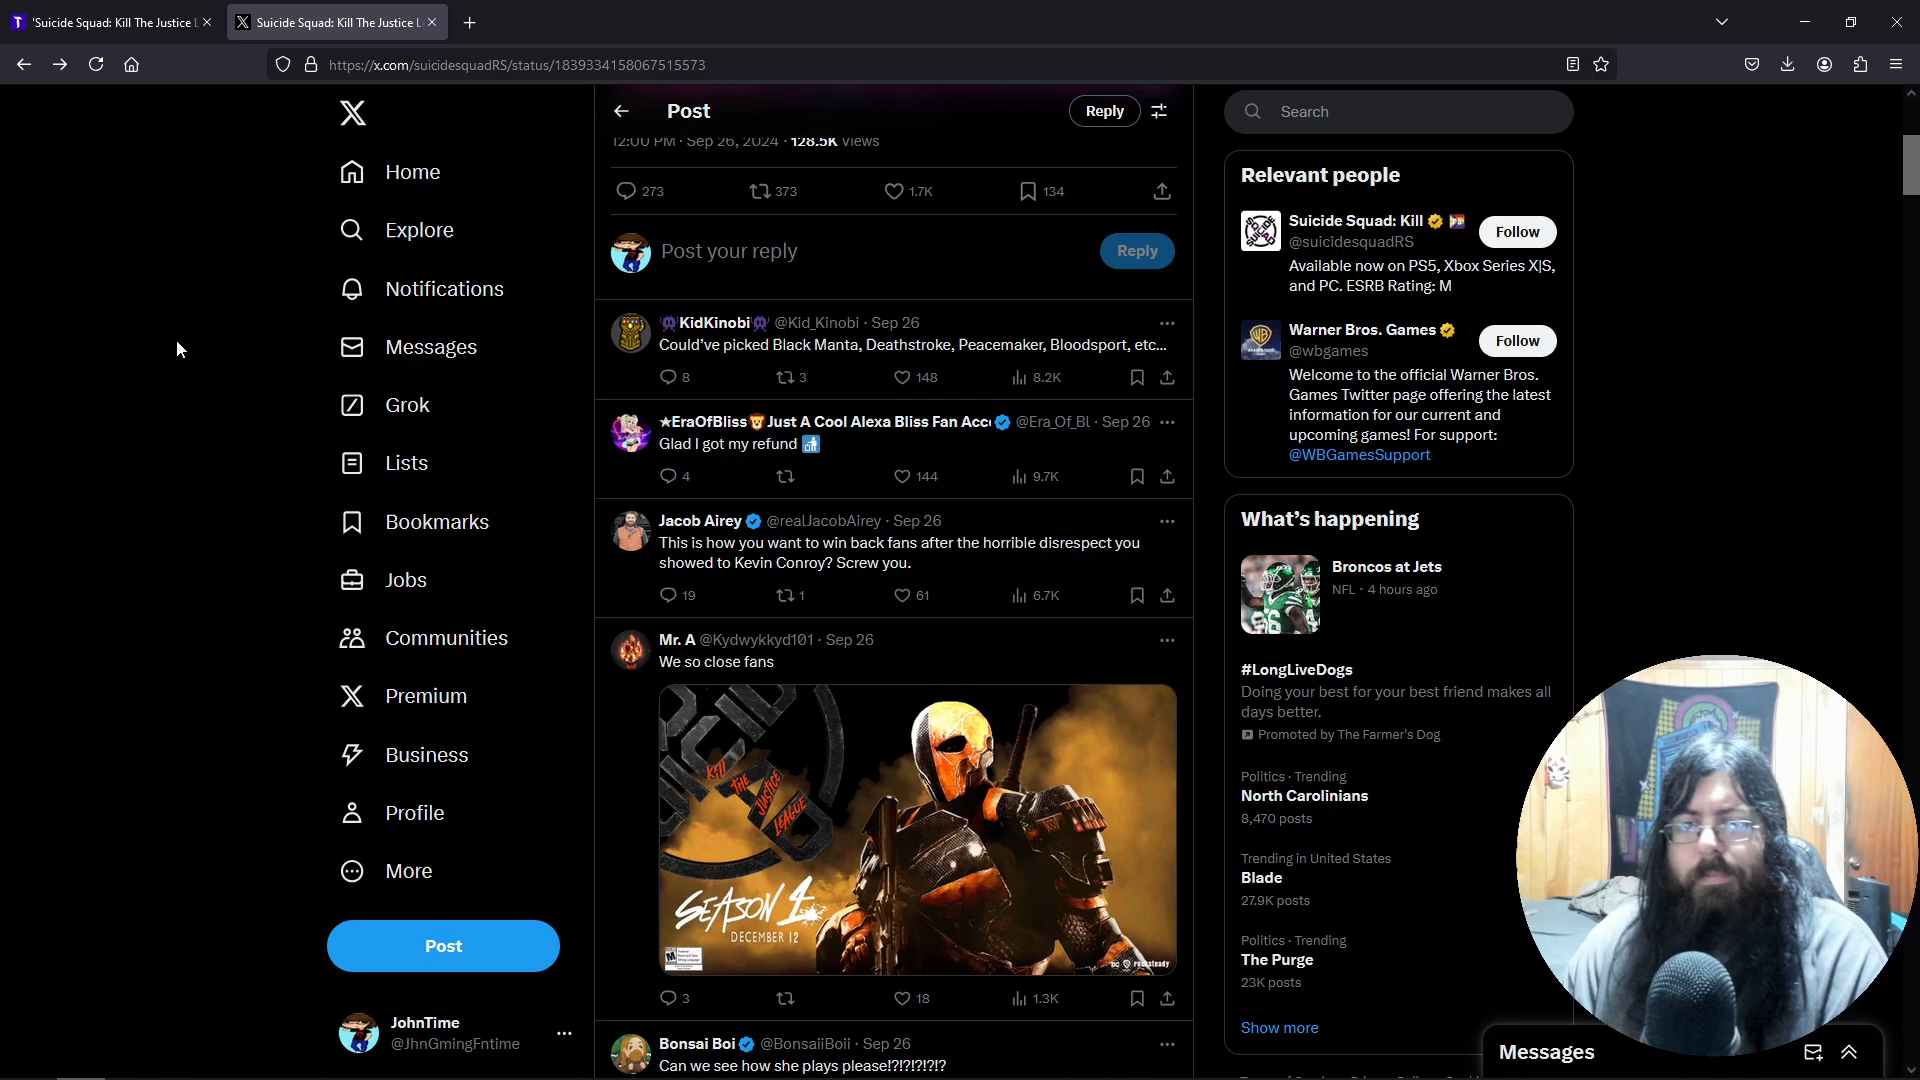 'Suicide Squad: Kill The Justice L
Suicide Squad: Kill The Justice L
https://x.com/suicidesquadRS/status/1839334158067515573
Home
Explore
Notifications
Messages
Grok
Lists
Bookmarks
Jobs
Communities
Premium
Business
Profile
More
Post
JohnTime
@JhnGmingFntime
Post
Reply
12:00 PM · Sep 26, 2024 · 128.5K Views
273
373
1.7K
134
Post your reply
Reply
KidKinobi @Kid_Kinobi · Sep 26
Could've picked Black Manta, Deathstroke, Peacemaker, Bloodsport, etc...
8
3
148
8.2K
★EraOfBliss Just A Cool Alexa Bliss Fan Acc @Era_Of_Bl · Sep 26
Glad I got my refund
4
144
9.7K
Jacob Airey @realJacobAirey · Sep 26
This is how you want to win back fans after the horrible disrespect you
showed to Kevin Conroy? Screw you.
19
1
61
6.7K
Mr. A @Kydwykkyd101 · Sep 26
We so close fans
KILL
THE
JUSTICE
LEAGUE
SEASON 4
DECEMBER 12
M
DC
rocksteady
3
18
1.3K
Bonsai Boi @BonsaiiBoii · Sep 26
Can we see how she plays please!?!?!?!?!?
Search
Relevant people
Suicide Squad: Kill
@suicidesquadRS
Follow
Available now on PS5, Xbox Series X|S,
and PC. ESRB Rating: M
Warner Bros. Games
@wbgames
Follow
Welcome to the official Warner Bros.
Games Twitter page offering the latest
information for our current and
upcoming games! For support:
@WBGamesSupport
What's happening
Broncos at Jets
NFL · 4 hours ago
#LongLiveDogs
Doing your best for your best friend makes all
days better.
Promoted by The Farmer's Dog
Politics · Trending
North Carolinians
8,470 posts
Trending in United States
Blade
27.9K posts
Politics · Trending
The Purge
23K posts
Show more
Messages